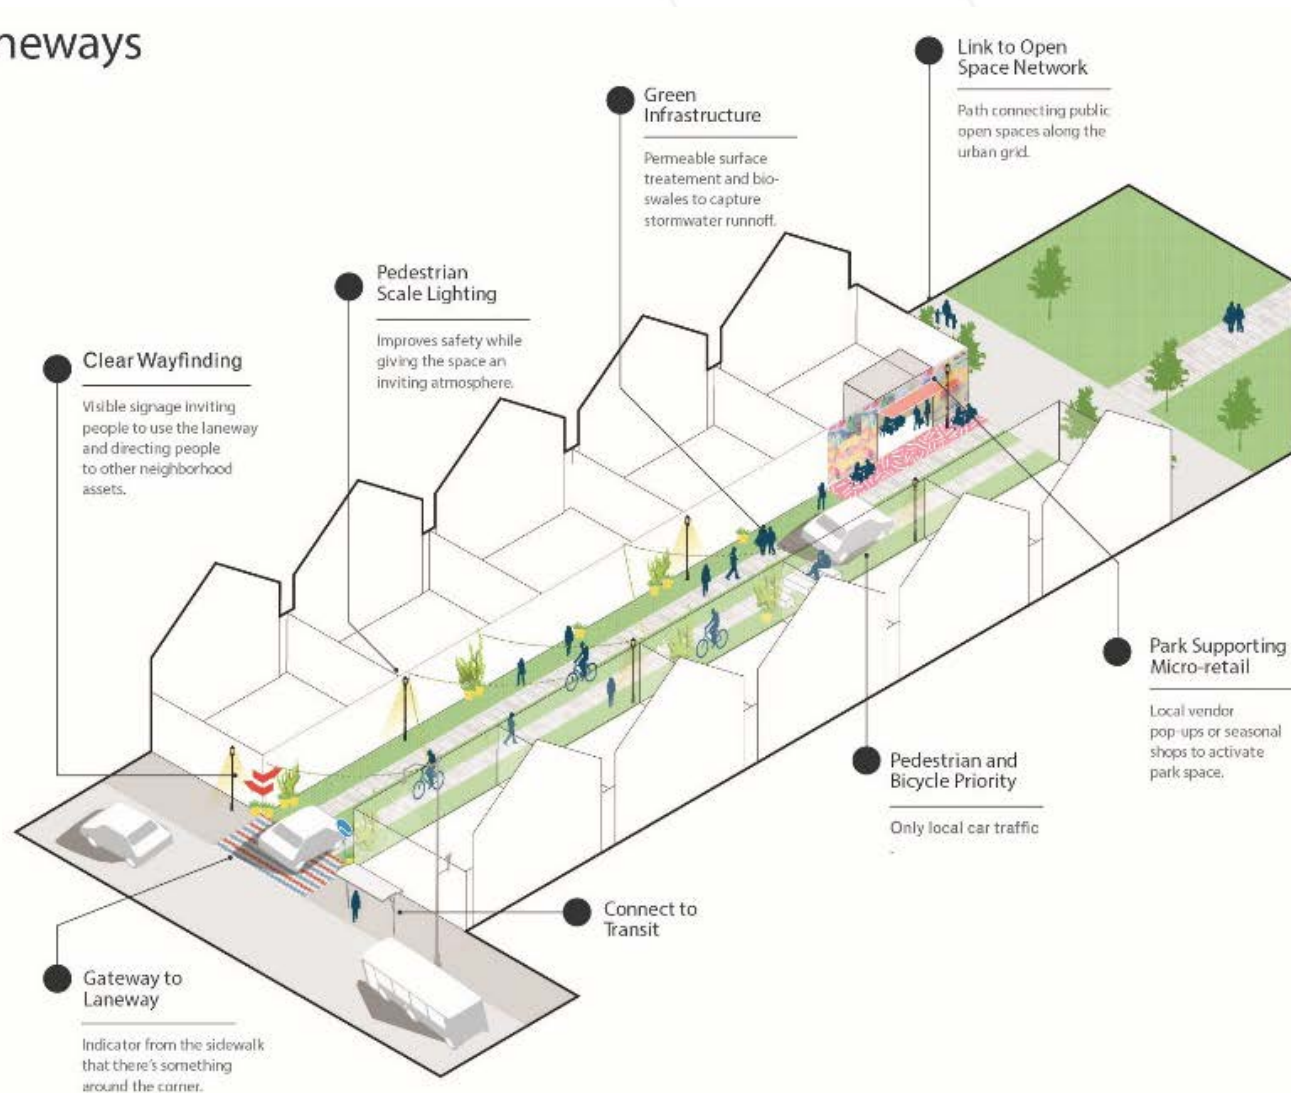 neways
Link to Open
Space Network
Path connecting public
open spaces along the
urban grid.
Green
Infrastructure
Permeable surface
treatement and bio-
swales to capture
stormwater runnoff.
Pedestrian
Scale Lighting
Improves safety while
giving the space an
inviting atmosphere.
Clear Wayfinding
Visible signage inviting
people to use the laneway
and directing people
to other neighborhood
assets.
Park Supporting
Micro-retail
Local vendor
pop-ups or seasonal
shops to activate
park space.
Pedestrian and
Bicycle Priority
Only local car traffic
Connect to
Transit
Gateway to
Laneway
Indicator from the sidewalk
that there's something
around the corner.